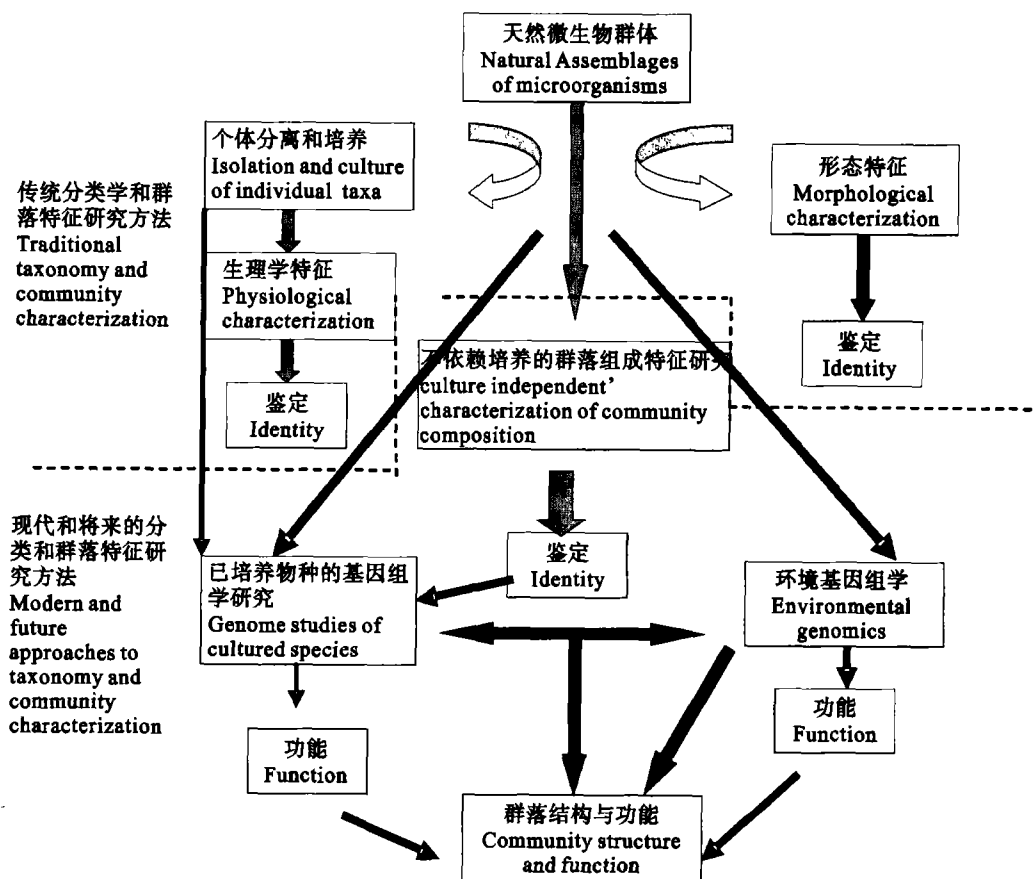 天然微生物群体
Natural Assemblages
of microorganisms
个体分离和培养
Isolation and culture
of individual taxa
形态特征
Morphological
characterization
传统分类学和群
落特征研究方法
Traditional
taxonomy and
community
characterization
生理学特征
Physiological
characterization
鉴定
Identity
鉴定
Identity
不依赖培养的群落组成特征研究
culture independent’
characterization of community
composition
现代和将来的分
类和群落特征研
究方法
Modern and
future
approaches to
taxonomy and
community
characterization
鉴定
Identity
已培养物种的基因组
学研究
Genome studies of
cultured species
环境基因组学
Environmental
genomics
功能
Function
功能
Function
群落结构与功能
Community structure
and function